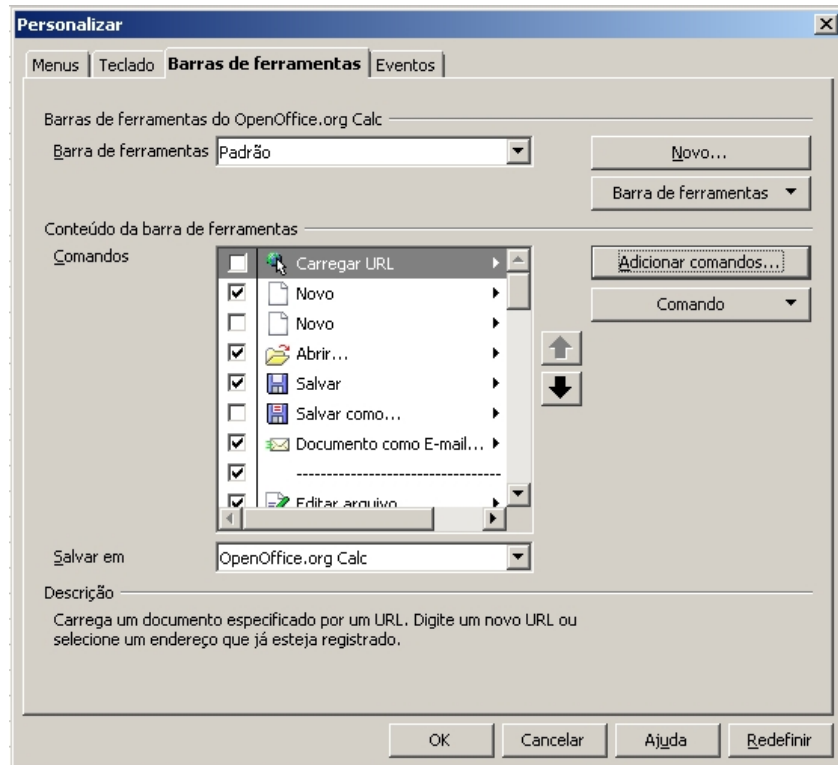 Personalizar
Menus Teclado Barras de ferramentas Eventos
Barras de ferramentas do OpenOffice.org Calc
Barra de ferramentas Padrão Novo...
Barra de ferramentas
Conteúdo da barra de ferramentas
Comandos Carregar URL Adicionar comandos...
Novo Comando
Novo
Abrir...
Salvar
Salvar como...
Documento como E-mail...
---------------------------------
Editar arquivo
Salvar em OpenOffice.org Calc
Descrição
Carrega um documento especificado por um URL. Digite um novo URL ou
selecione um endereço que já esteja registrado.
OK Cancelar Ajuda Redefinir